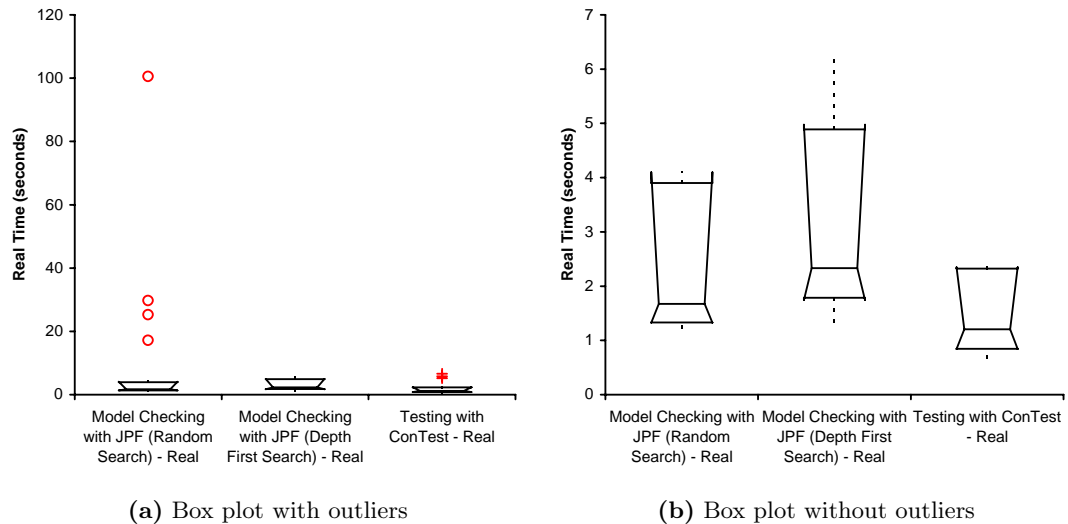 120
100
80
60
40
20
0
Real Time (seconds)
Model Checking
with JPF (Random
Search) - Real
Model Checking
with JPF (Depth
First Search) - Real
Testing with
ConTest - Real
(a) Box plot with outliers
7
6
5
4
3
2
1
0
Real Time (seconds)
Model Checking with
JPF (Random
Search) - Real
Model Checking with
JPF (Depth First
Search) - Real
Testing with ConTest
- Real
(b) Box plot without outliers